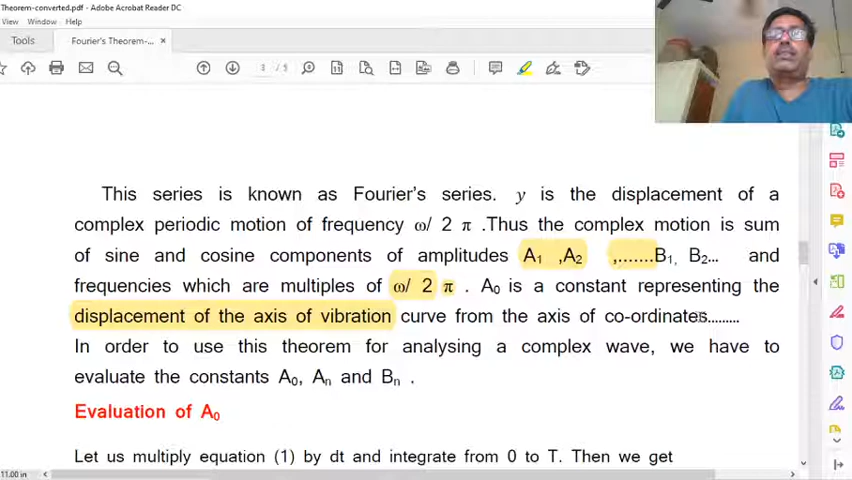 Theorem-converted.pdf - Adobe Acrobat Reader DC
View Window Help
Tools Fourier's Theorem-... ×
3 / 9
This series is known as Fourier's series. y is the displacement of a
complex periodic motion of frequency ω/ 2 π .Thus the complex motion is sum
of sine and cosine components of amplitudes A₁ ,A₂ ,.......B₁, B₂... and
frequencies which are multiples of ω/ 2 π . A₀ is a constant representing the
displacement of the axis of vibration curve from the axis of co-ordinates.........
In order to use this theorem for analysing a complex wave, we have to
evaluate the constants A₀, Aₙ and Bₙ .
Evaluation of A₀
Let us multiply equation (1) by dt and integrate from 0 to T. Then we get
11.00 in